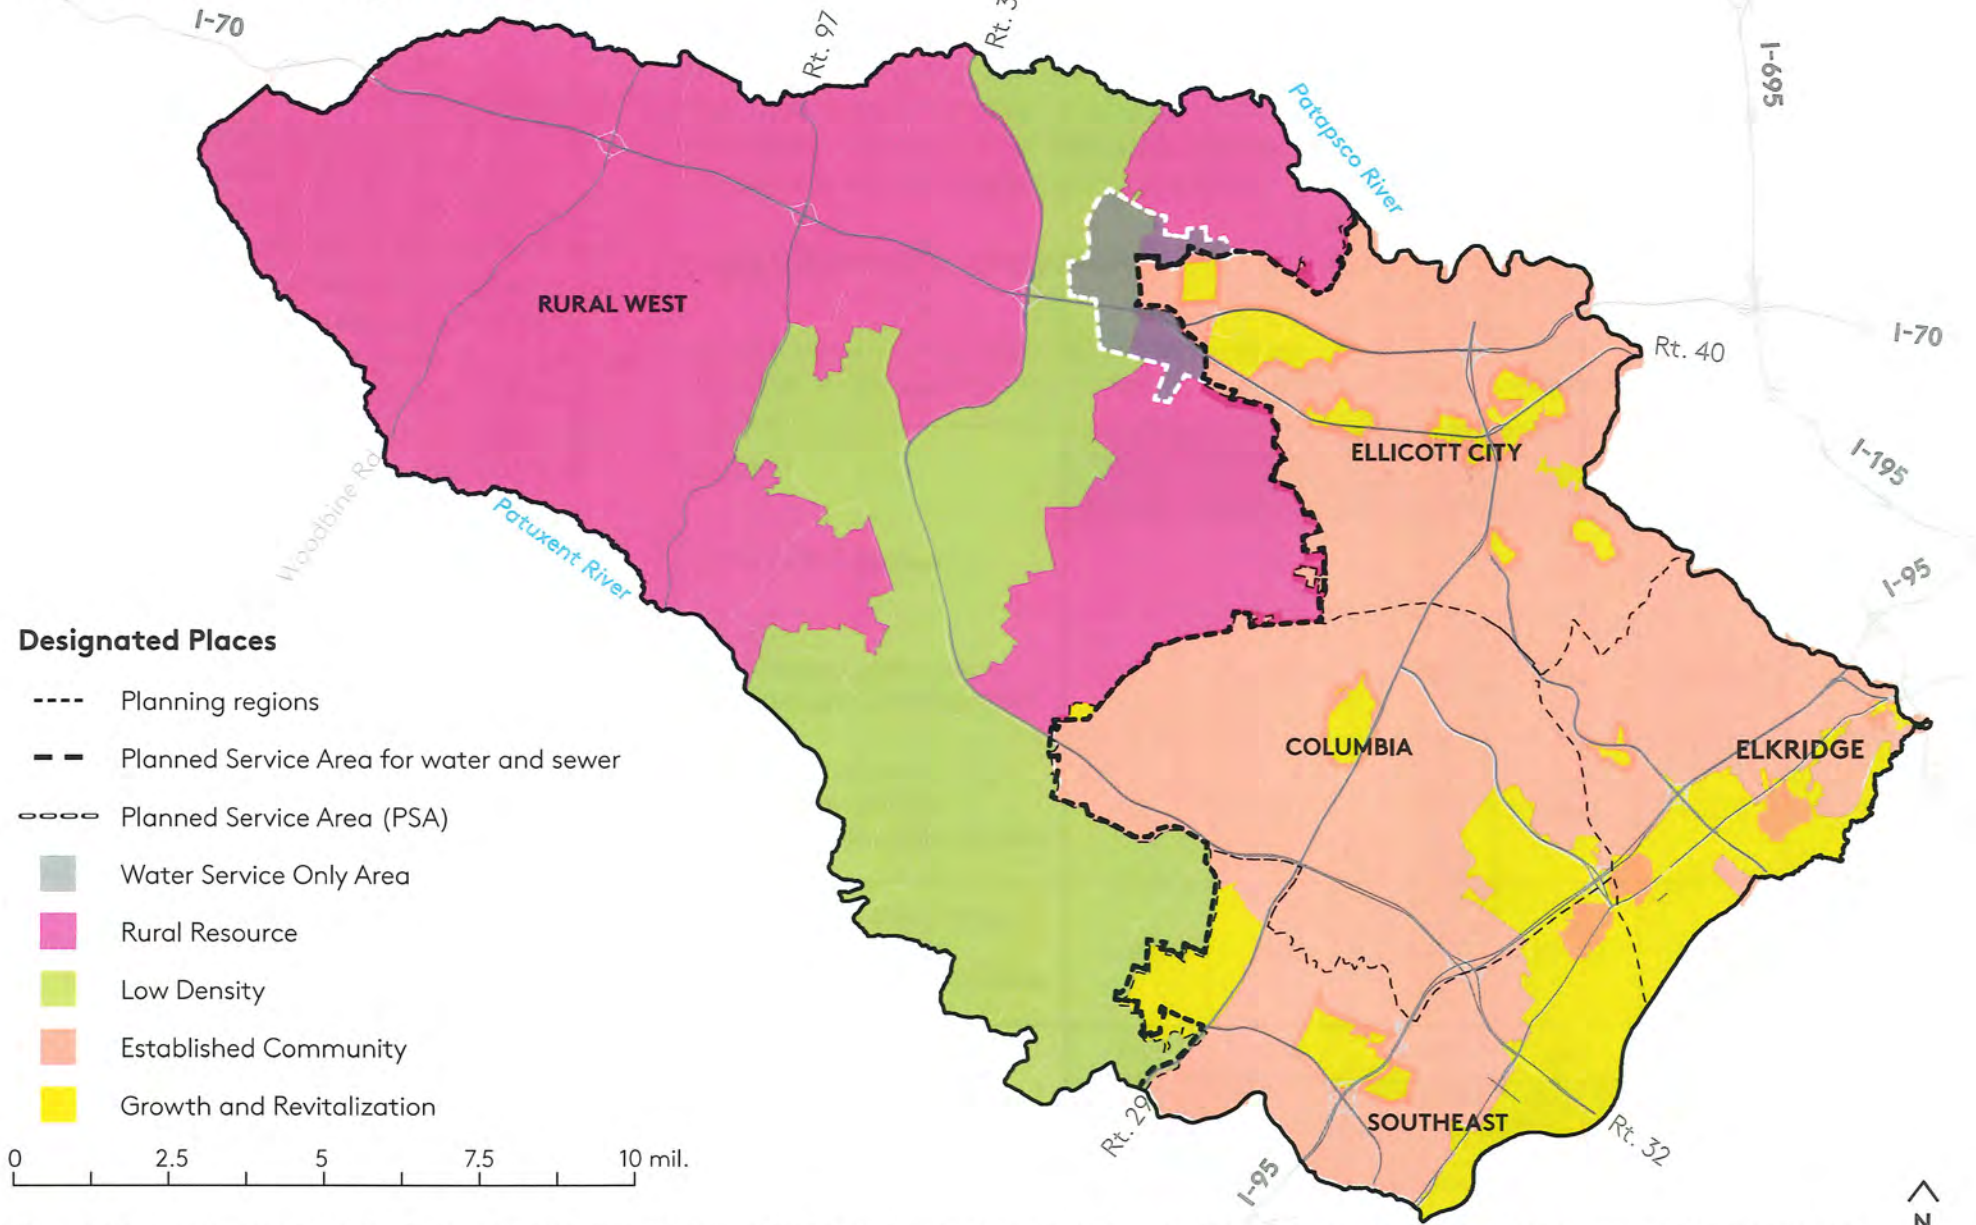 I-70
Rt. 97
Rt. 3
I-695
Patapsco River
RURAL WEST
I-70
Rt. 40
ELLICOTT CITY
I-195
Woodbine Rd
Patuxent River
I-95
Designated Places
Planning regions
Planned Service Area for water and sewer
Planned Service Area (PSA)
Water Service Only Area
Rural Resource
Low Density
Established Community
Growth and Revitalization
COLUMBIA
ELKRIDGE
SOUTHEAST
Rt. 29
Rt. 32
I-95
0 2.5 5 7.5 10 mil.
N